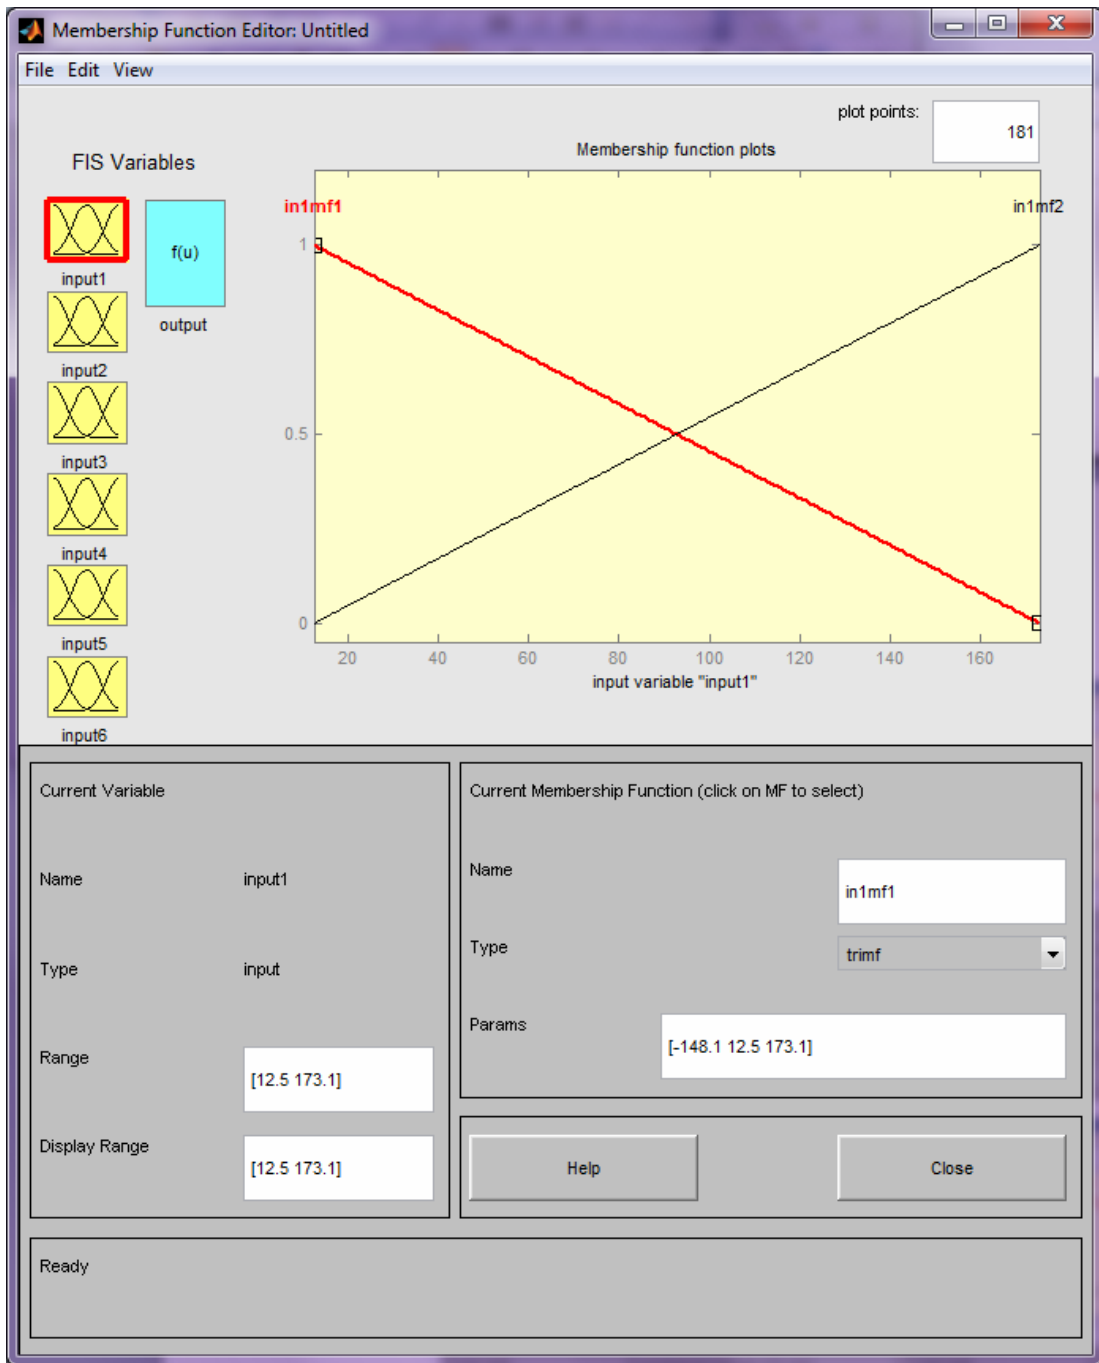 Membership Function Editor: Untitled
File Edit View
plot points:
181
FIS Variables
Membership function plots
input1
input2
input3
input4
input5
input6
f(u)
output
in1mf1
in1mf2
1
0.5
0
20 40 60 80 100 120 140 160
input variable "input1"
Current Variable
Name input1
Type input
Range [12.5 173.1]
Display Range [12.5 173.1]
Current Membership Function (click on MF to select)
Name in1mf1
Type trimf
Params [-148.1 12.5 173.1]
Help Close
Ready